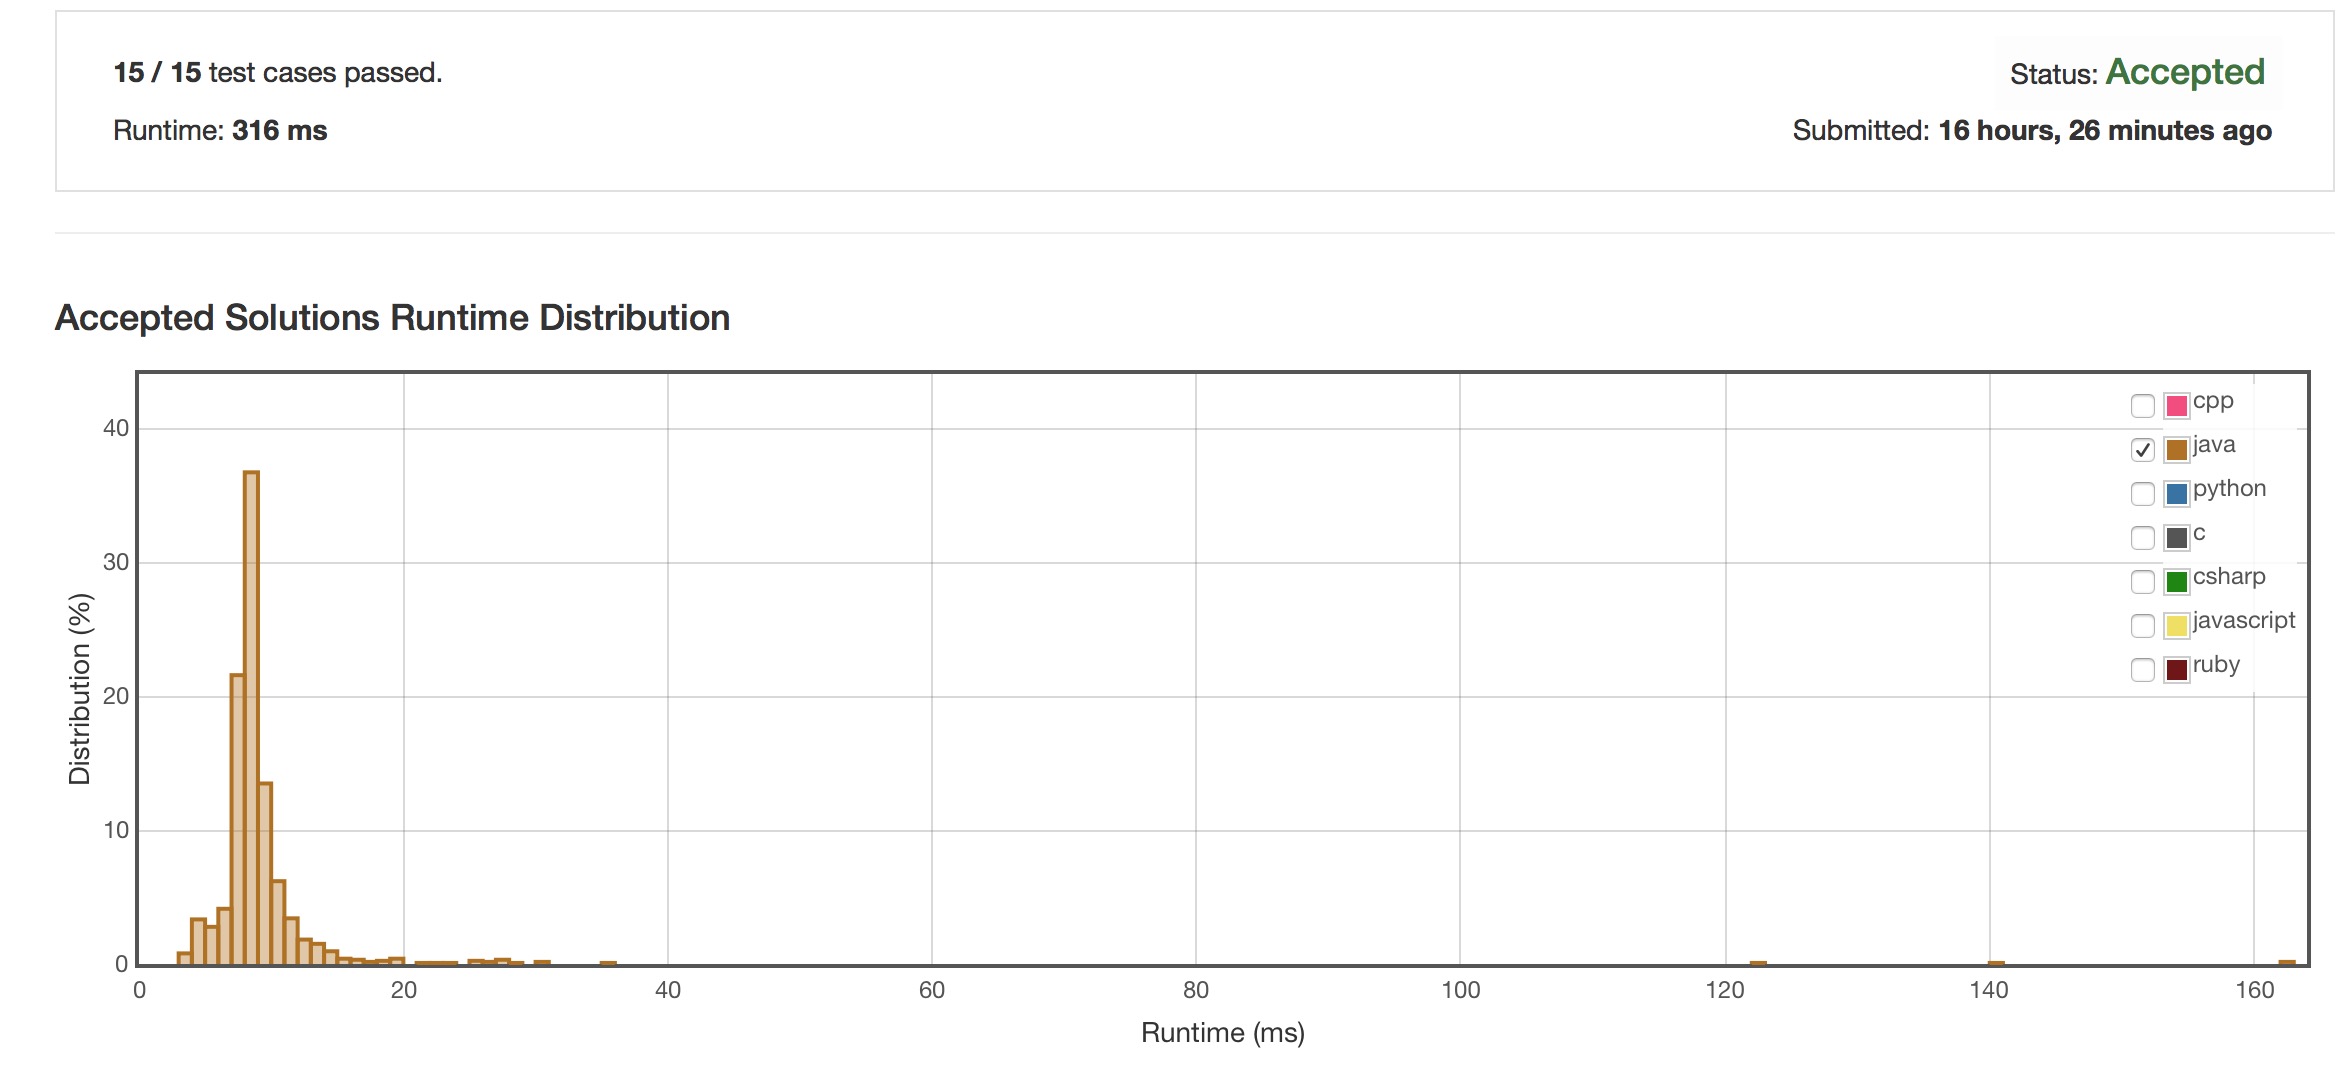 15 / 15 test cases passed.
Status: Accepted
Runtime: 316 ms
Submitted: 16 hours, 26 minutes ago
Accepted Solutions Runtime Distribution
cpp
java
python
c
csharp
javascript
ruby
40
30
20
10
0
Distribution (%)
0 20 40 60 80 100 120 140 160
Runtime (ms)